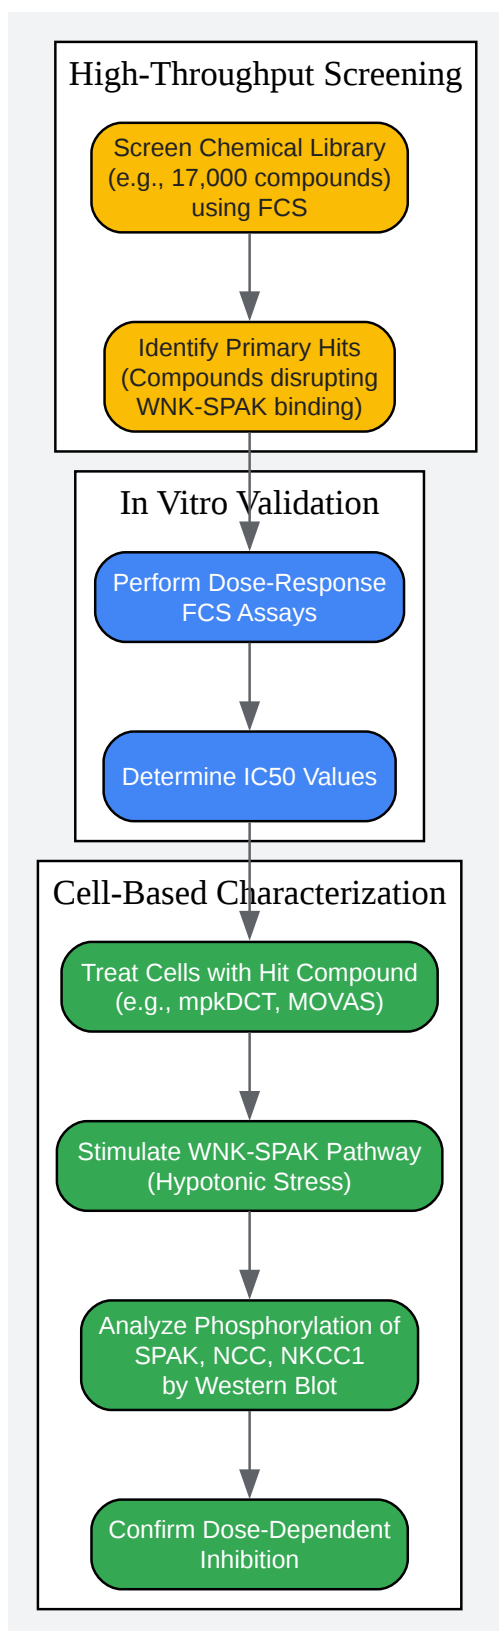 High-Throughput Screening
Screen Chemical Library
(e.g., 17,000 compounds)
using FCS
Identify Primary Hits
(Compounds disrupting
WNK-SPAK binding)
In Vitro Validation
Perform Dose-Response
FCS Assays
Determine IC50 Values
Cell-Based Characterization
Treat Cells with Hit Compound
(e.g., mpkDCT, MOVAS)
Stimulate WNK-SPAK Pathway
(Hypotonic Stress)
Analyze Phosphorylation of
SPAK, NCC, NKCC1
by Western Blot
Confirm Dose-Dependent
Inhibition